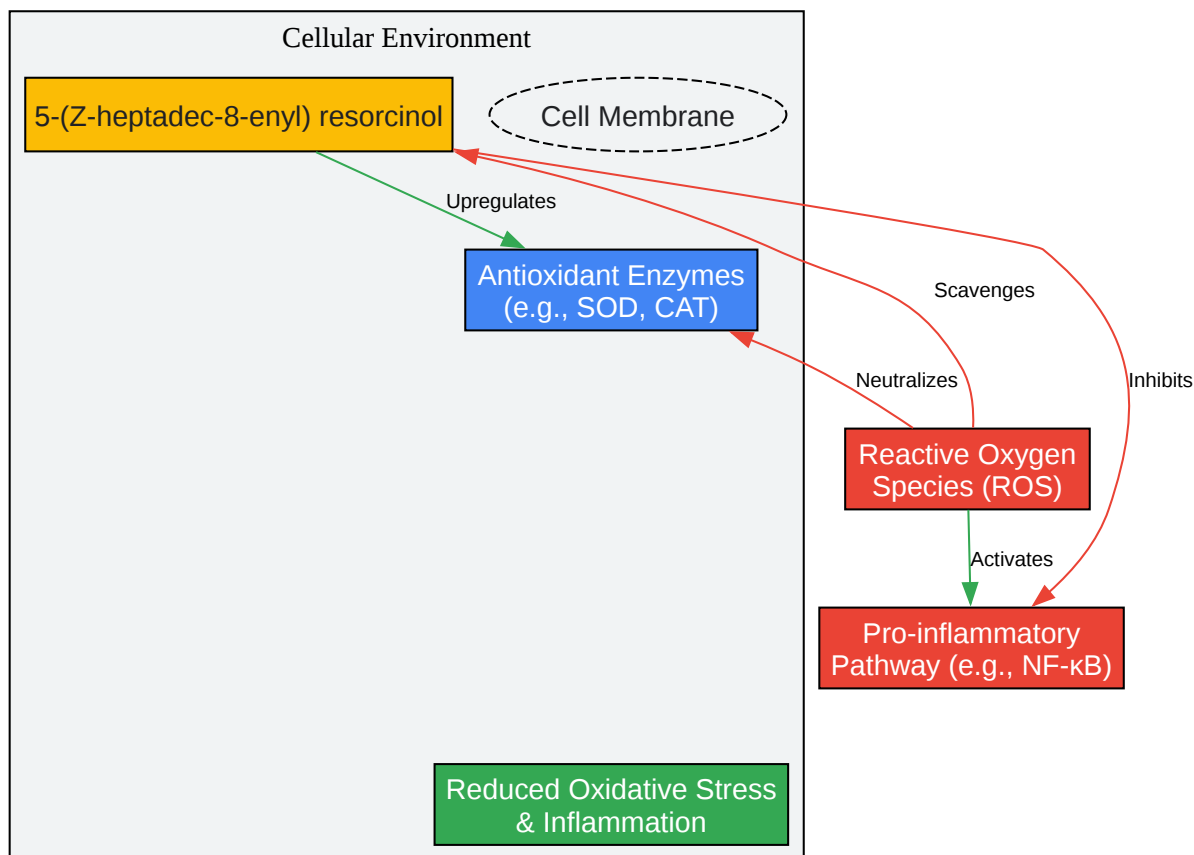 Cellular Environment
5-(Z-heptadec-8-enyl) resorcinol
Cell Membrane
Upregulates
Antioxidant Enzymes
(e.g., SOD, CAT)
Scavenges
Neutralizes
Inhibits
Reactive Oxygen
Species (ROS)
Activates
Pro-inflammatory
Pathway (e.g., NF-κB)
Reduced Oxidative Stress
& Inflammation